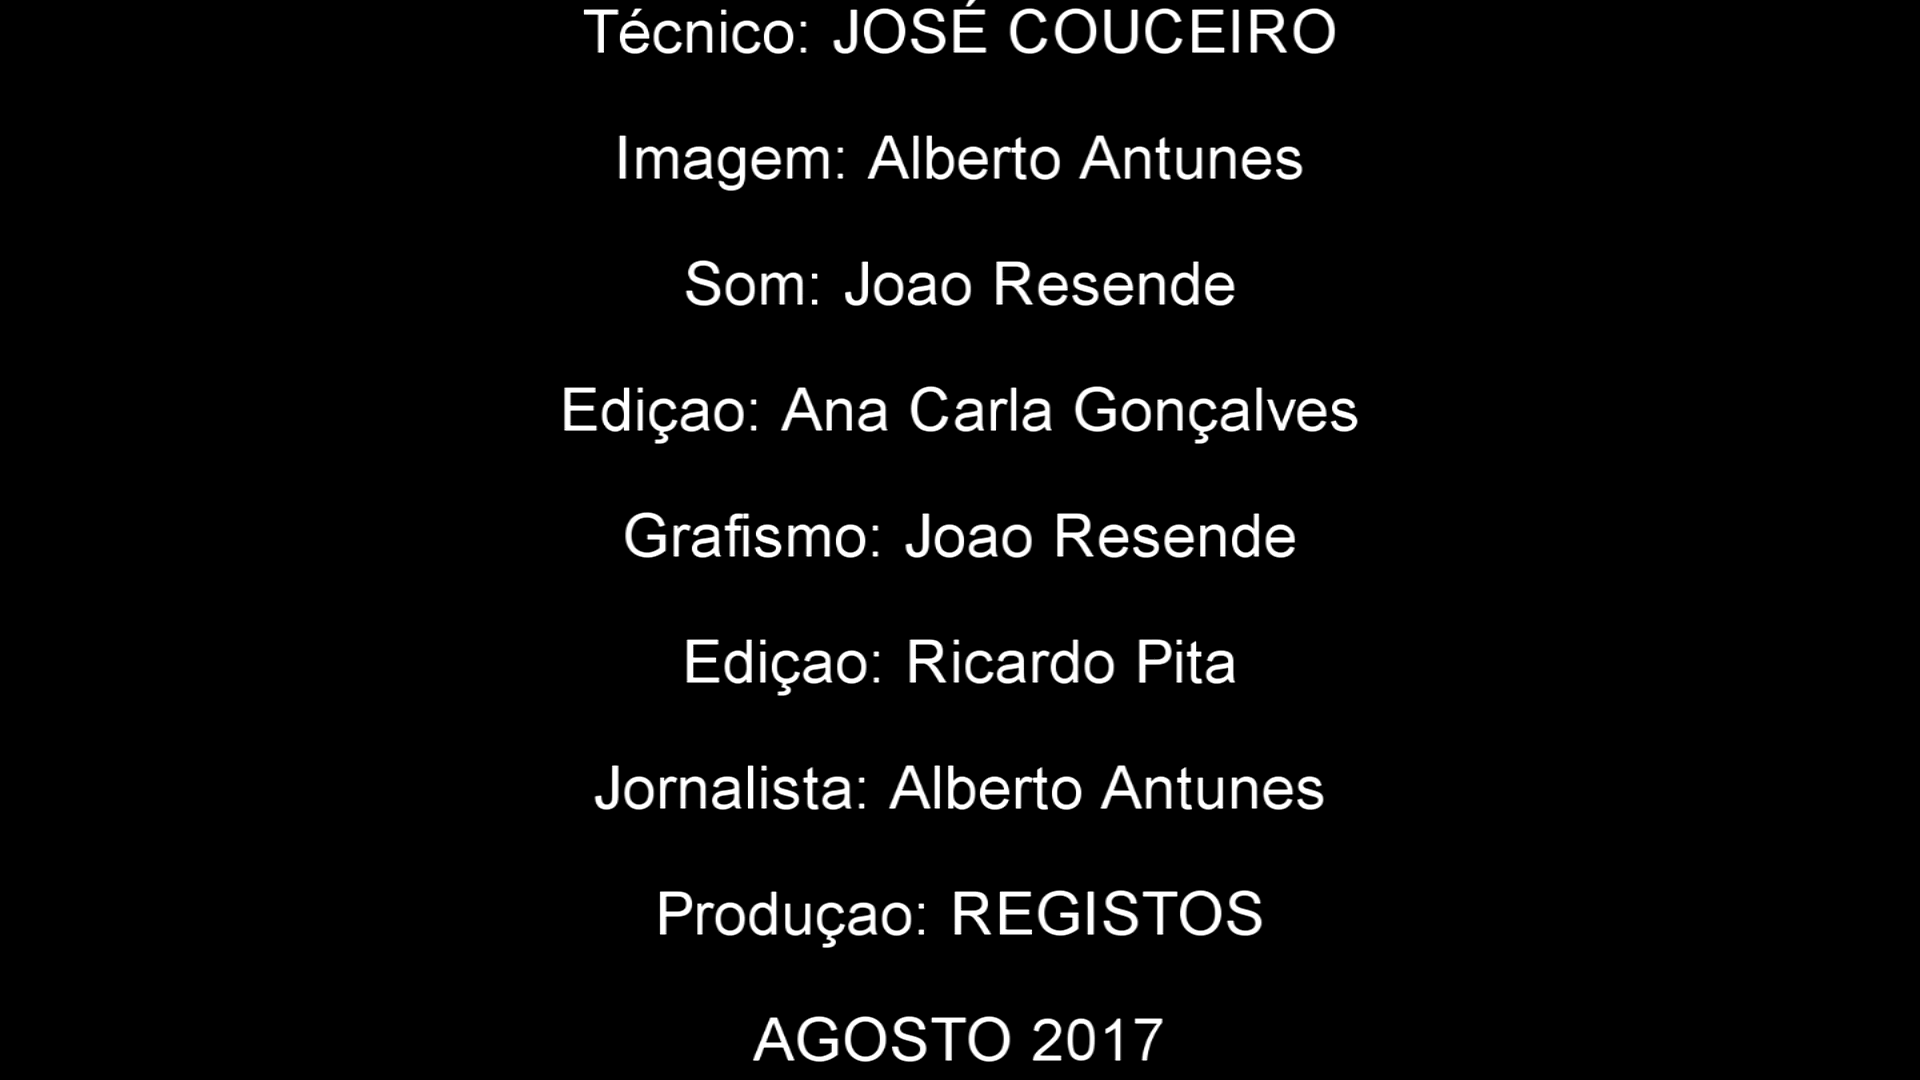 Técnico: JOSÉ COUCEIRO
Imagem: Alberto Antunes
Som: Joao Resende
Ediçao: Ana Carla Gonçalves
Grafismo: Joao Resende
Ediçao: Ricardo Pita
Jornalista: Alberto Antunes
Produçao: REGISTOS
AGOSTO 2017